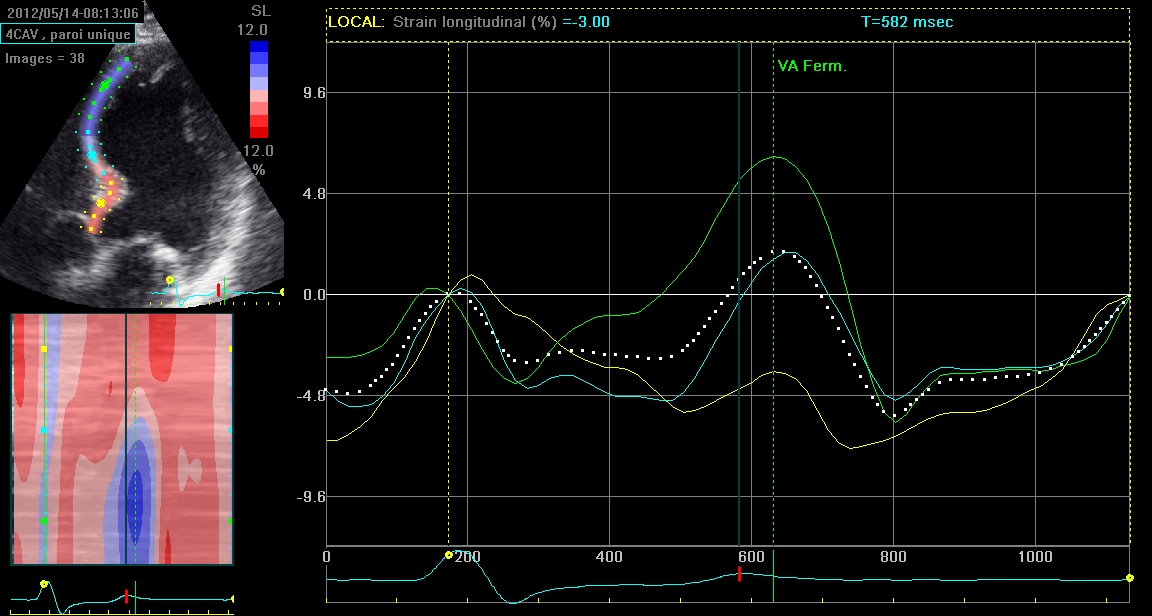 2012/05/14-08:13:06
4CAV , paroi unique
Images = 38
SL
12.0
-12.0
%
LOCAL: Strain longitudinal (%) =-3.00 T=582 msec
VA Ferm.
9.6
4.8
0.0
-4.8
-9.6
0 200 400 600 800 1000